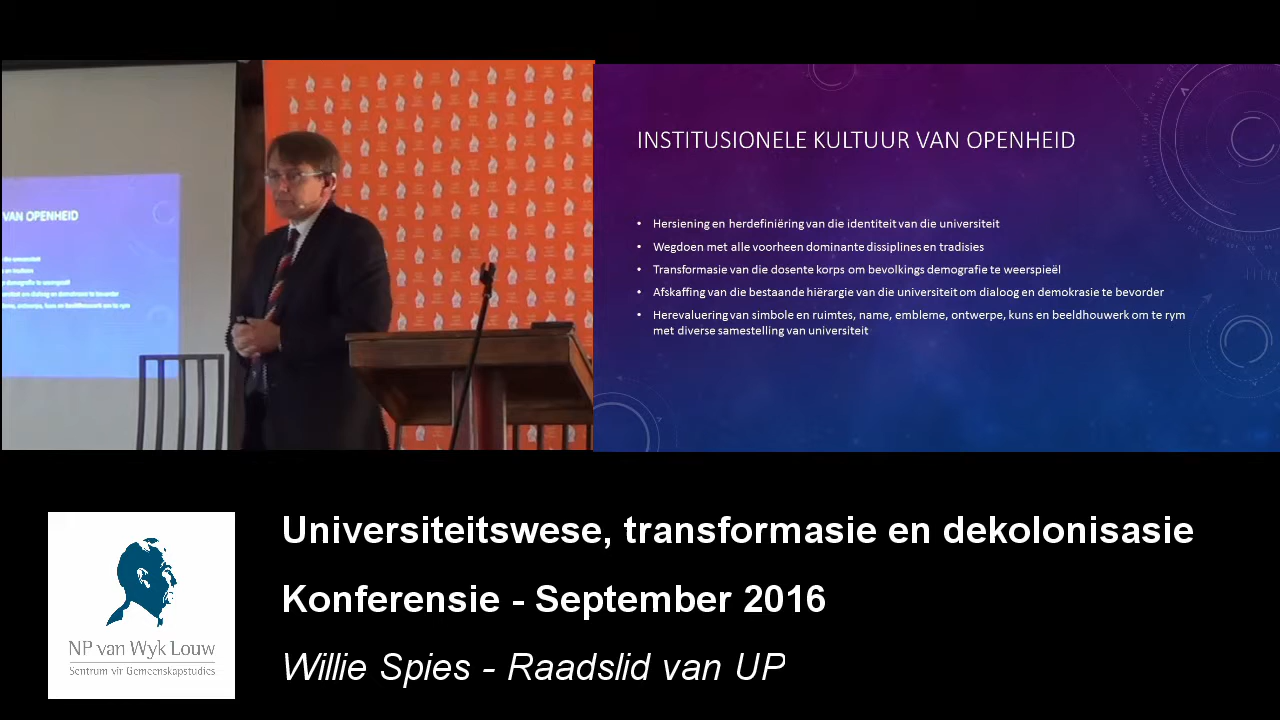 VAN OPENHEID
INSTITUSIONELE KULTUUR VAN OPENHEID
• Hersiening en herdefiniëring van die identiteit van die universiteit
• Wegdoen met alle voorheen dominante dissiplines en tradisies
• Transformasie van die dosente korps om bevolkings demografie te weerspieël
• Afskaffing van die bestaande hiërargie van die universiteit om dialoog en demokrasie te bevorder
• Herevaluering van simbole en ruimtes, name, embleme, ontwerpe, kuns en beeldhouwerk om te rym
met diverse samestelling van universiteit
Universiteitswese, transformasie en dekolonisasie
Konferensie - September 2016
Willie Spies - Raadslid van UP
NP van Wyk Louw
Sentrum vir Gemeenskapstudies